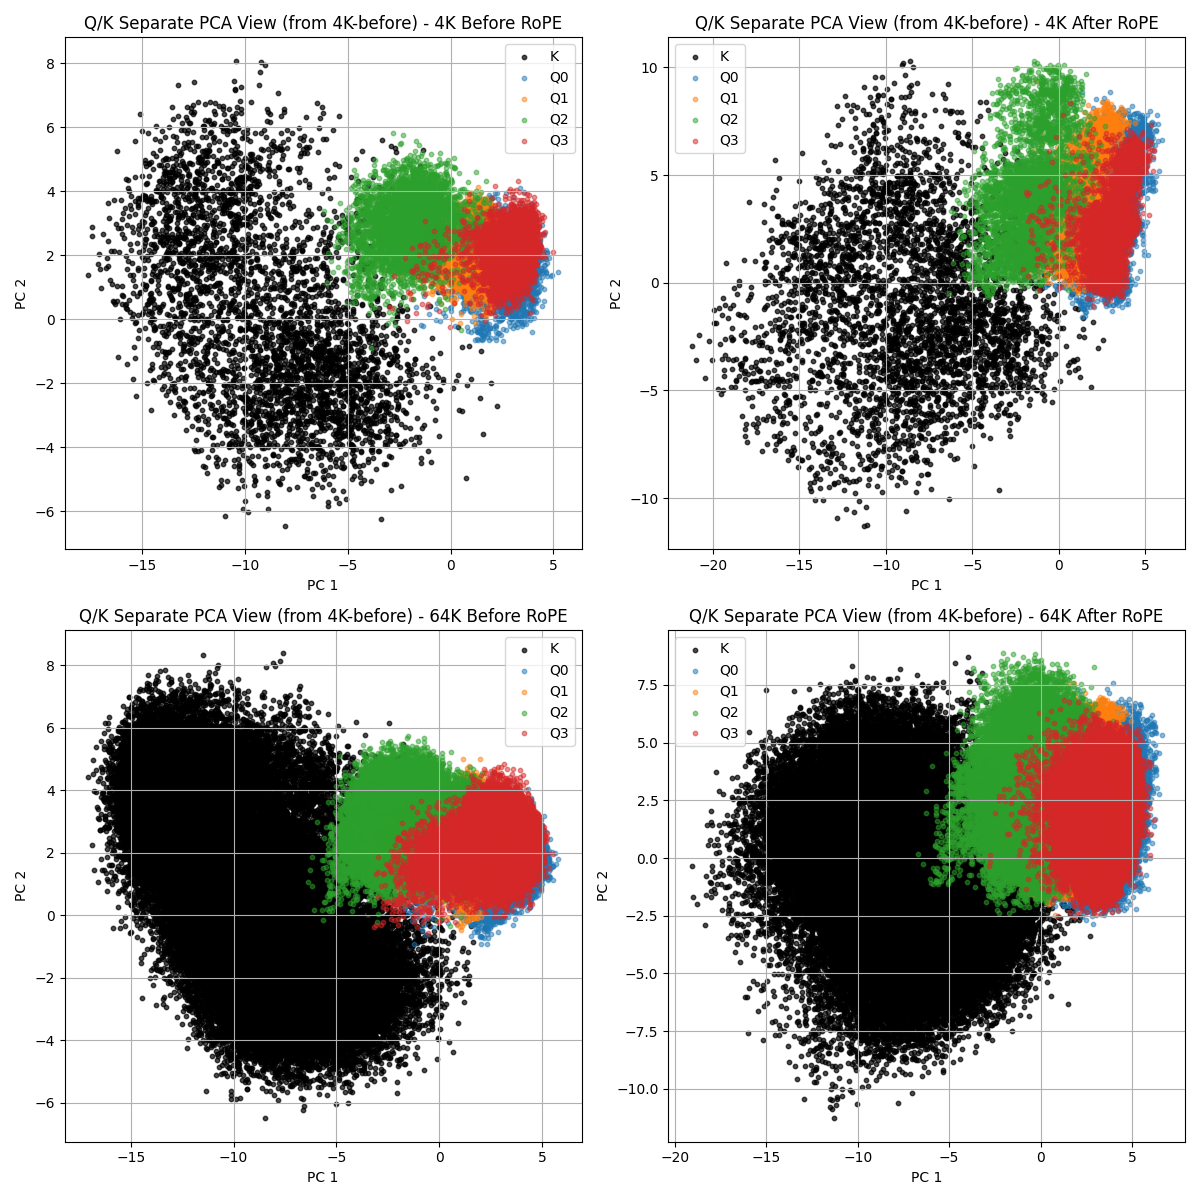 Q/K Separate PCA View (from 4K-before) - 4K Before RoPE
8
6
4
2
0
−2
−4
−6
−15
−10
−5
0
5
PC 2
PC 1
K
Q0
Q1
Q2
Q3
Q/K Separate PCA View (from 4K-before) - 4K After RoPE
10
5
0
−5
−10
−20
−15
−10
−5
0
5
PC 2
PC 1
K
Q0
Q1
Q2
Q3
Q/K Separate PCA View (from 4K-before) - 64K Before RoPE
8
6
4
2
0
−2
−4
−6
−15
−10
−5
0
5
PC 2
PC 1
K
Q0
Q1
Q2
Q3
Q/K Separate PCA View (from 4K-before) - 64K After RoPE
7.5
5.0
2.5
0.0
−2.5
−5.0
−7.5
−10.0
−20
−15
−10
−5
0
5
PC 2
PC 1
K
Q0
Q1
Q2
Q3